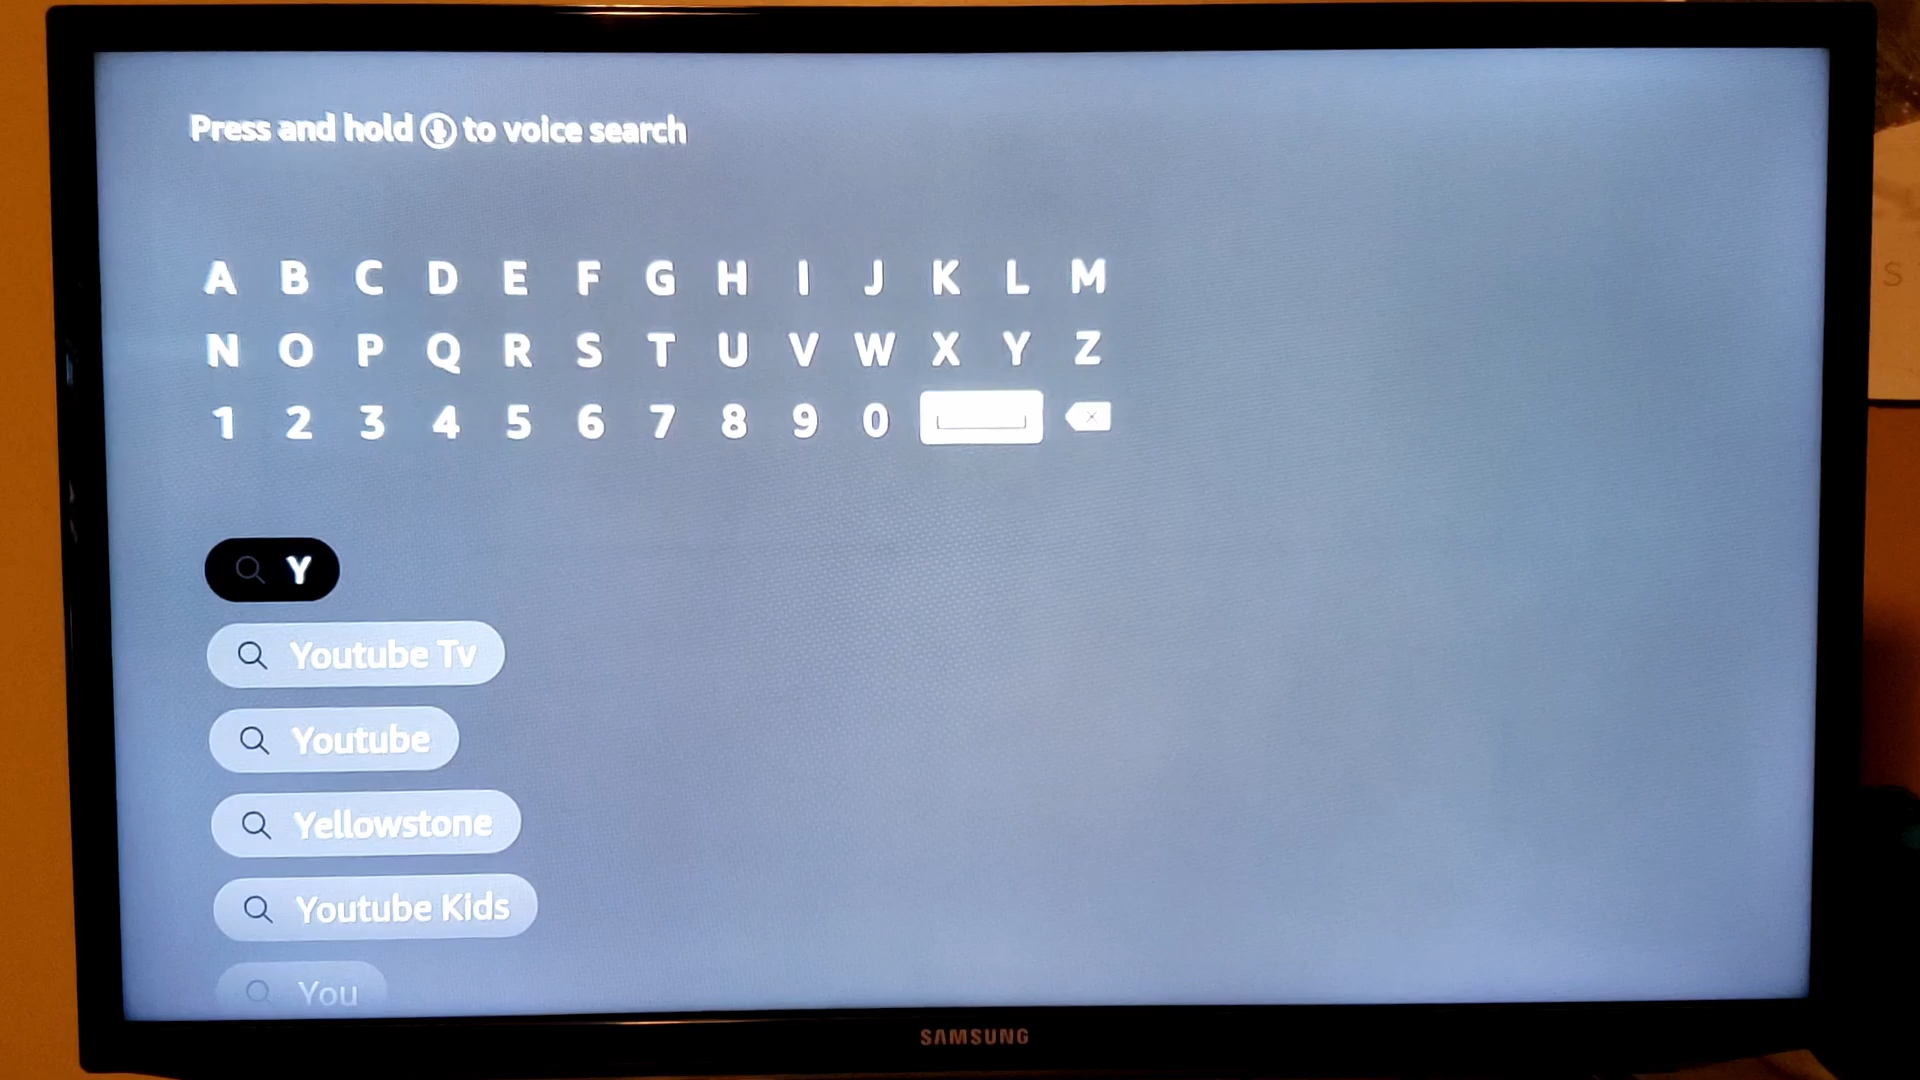 Press and hold to voice search
A B C D E F G H I J K L M
N O P Q R S T U V W X Y Z
1 2 3 4 5 6 7 8 9 0
Y
Youtube Tv
Youtube
Yellowstone
Youtube Kids
You
SAMSUNG
S